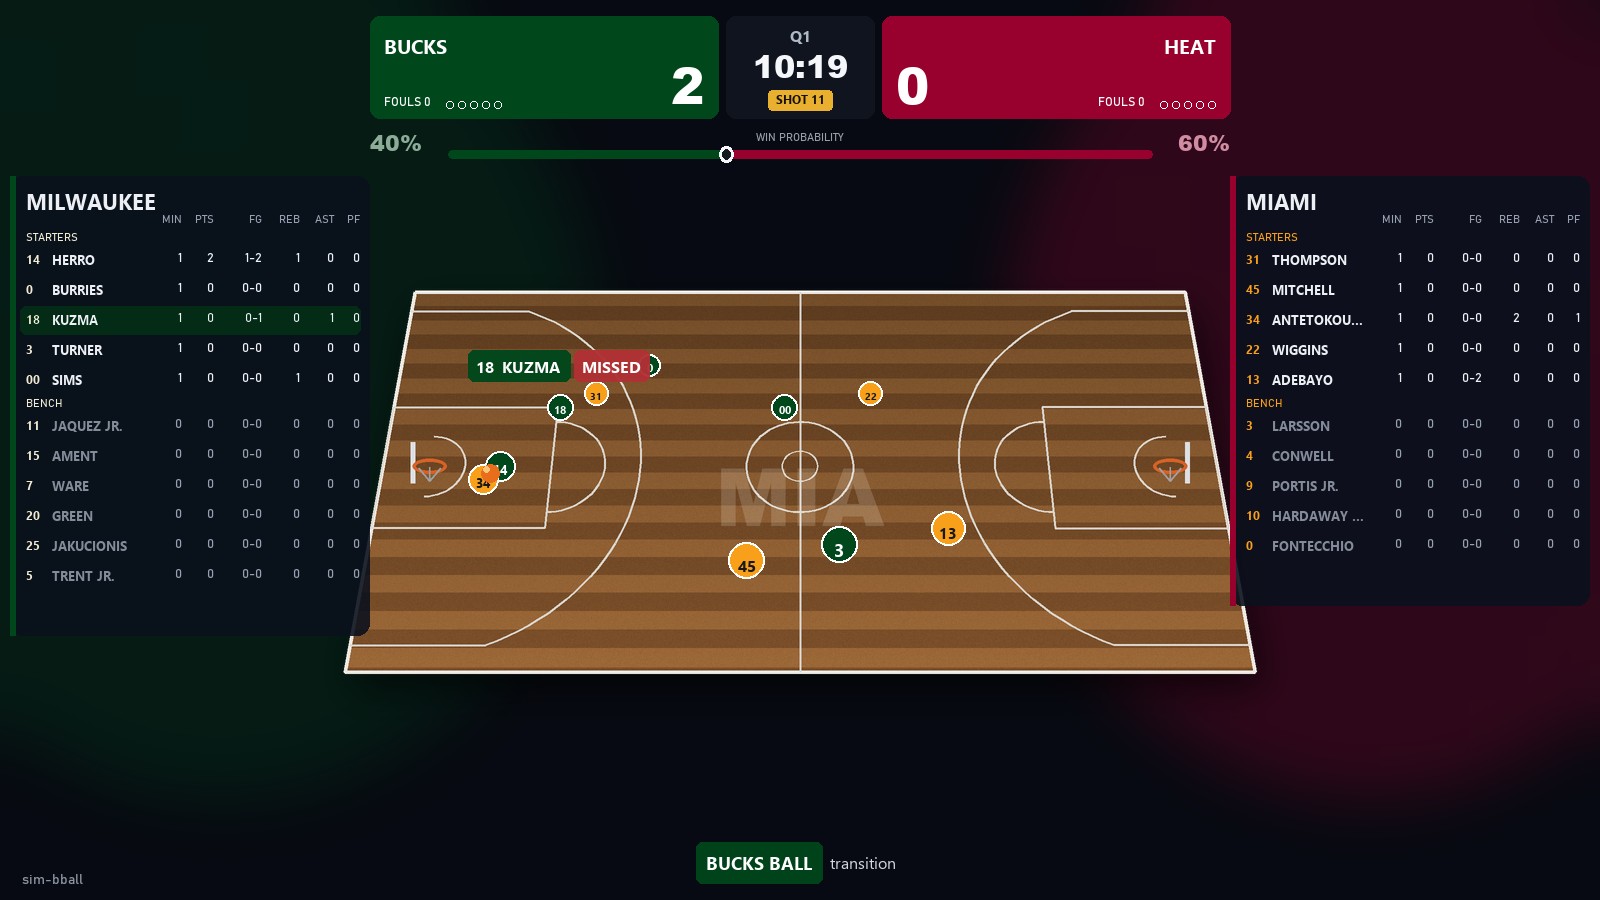 BUCKS
2
FOULS 0
Q1
10:19
SHOT 11
HEAT
0
FOULS 0
40%
WIN PROBABILITY
60%
MILWAUKEE
MIN PTS FG REB AST PF
STARTERS
14 HERRO 1 2 1-2 1 0 0
0 BURRIES 1 0 0-0 0 0 0
18 KUZMA 1 0 0-1 0 1 0
3 TURNER 1 0 0-0 0 0 0
00 SIMS 1 0 0-0 1 0 0
BENCH
11 JAQUEZ JR. 0 0 0-0 0 0 0
15 AMENT 0 0 0-0 0 0 0
7 WARE 0 0 0-0 0 0 0
20 GREEN 0 0 0-0 0 0 0
25 JAKUCIONIS 0 0 0-0 0 0 0
5 TRENT JR. 0 0 0-0 0 0 0
MIAMI
MIN PTS FG REB AST PF
STARTERS
31 THOMPSON 1 0 0-0 0 0 0
45 MITCHELL 1 0 0-0 0 0 0
34 ANTETOKOU... 1 0 0-0 2 0 1
22 WIGGINS 1 0 0-0 0 0 0
13 ADEBAYO 1 0 0-2 0 0 0
BENCH
3 LARSSON 0 0 0-0 0 0 0
4 CONWELL 0 0 0-0 0 0 0
9 PORTIS JR. 0 0 0-0 0 0 0
10 HARDAWAY ... 0 0 0-0 0 0 0
0 FONTECCHIO 0 0 0-0 0 0 0
18 KUZMA MISSED
31
22
18
00
34
MIA
13
3
45
BUCKS BALL transition
sim-bball